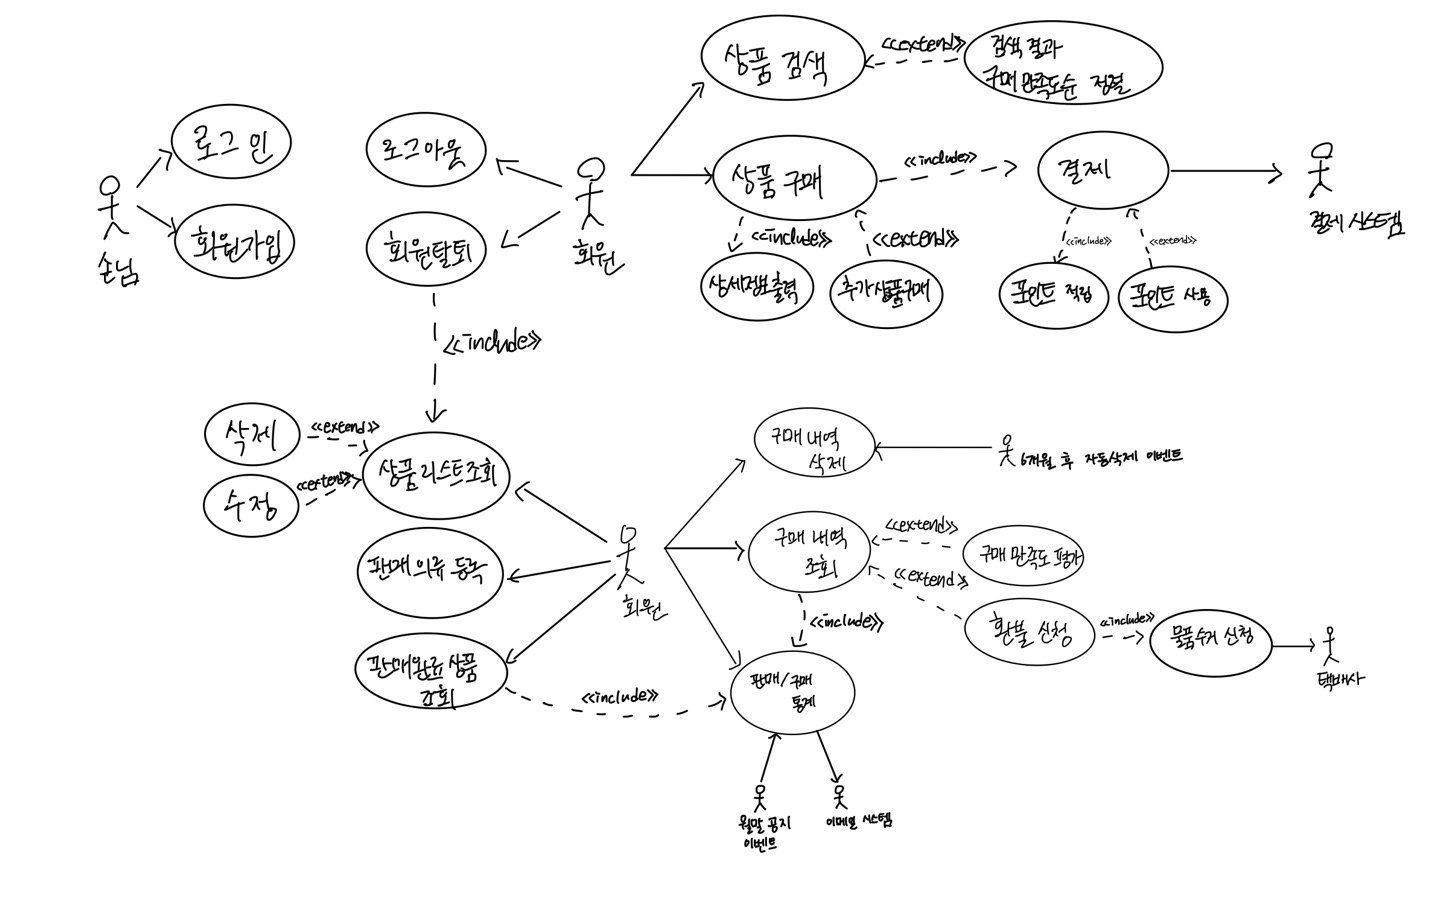 상품 검색
<<extend>>
검색 결과
구매 만족도순 정렬
로그인
로그아웃
상품 구매
<<include>>
결제
결제 시스템
손님
회원가입
회원탈퇴
회원
<<include>>
<<extend>>
<<include>>
<<extend>>
상세정보출력
추가상품구매
포인트 적립
포인트 사용
<<include>>
삭제
<<extend>>
수정
<<extend>>
상품리스트조회
구매 내역
삭제
6개월 후 자동삭제 이벤트
판매 의류 등록
회원
구매 내역
조회
<<extend>>
구매 만족도 평가
<<extend>>
환불 신청
<<include>>
물품수거 신청
택배사
<<include>>
판매완료 상품
조회
<<include>>
판매/구매
통계
월말 공지
이벤트
이메일 시스템